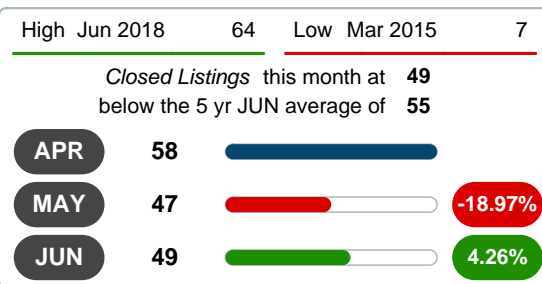 High Jun 2018 64 Low Mar 2015 7
Closed Listings this month at 49
below the 5 yr JUN average of 55
APR 58
MAY 47 -18.97%
JUN 49 4.26%